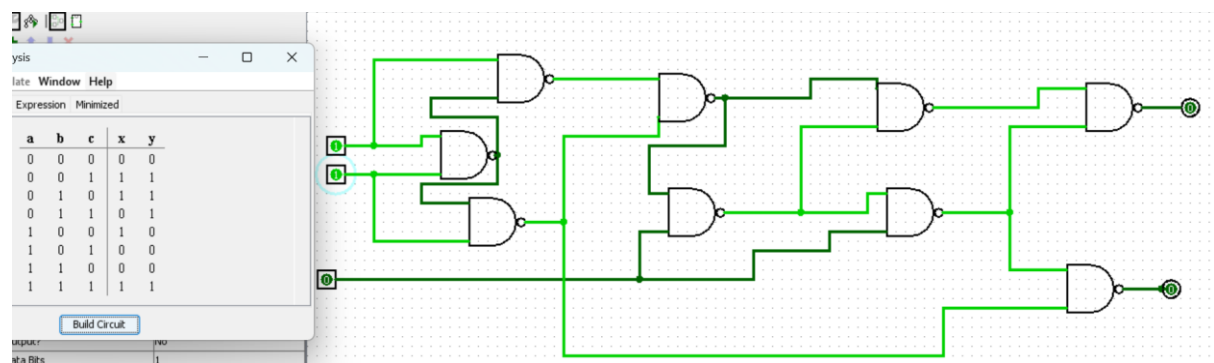 ysis
Window Help
Expression Minimized
a b c x y
0 0 0 0 0
0 0 1 1 1
0 1 0 1 1
0 1 1 0 1
1 0 0 1 0
1 0 1 0 0
1 1 0 0 0
1 1 1 1 1
Build Circuit
No
ata Bits 1
1
1
0
0
0